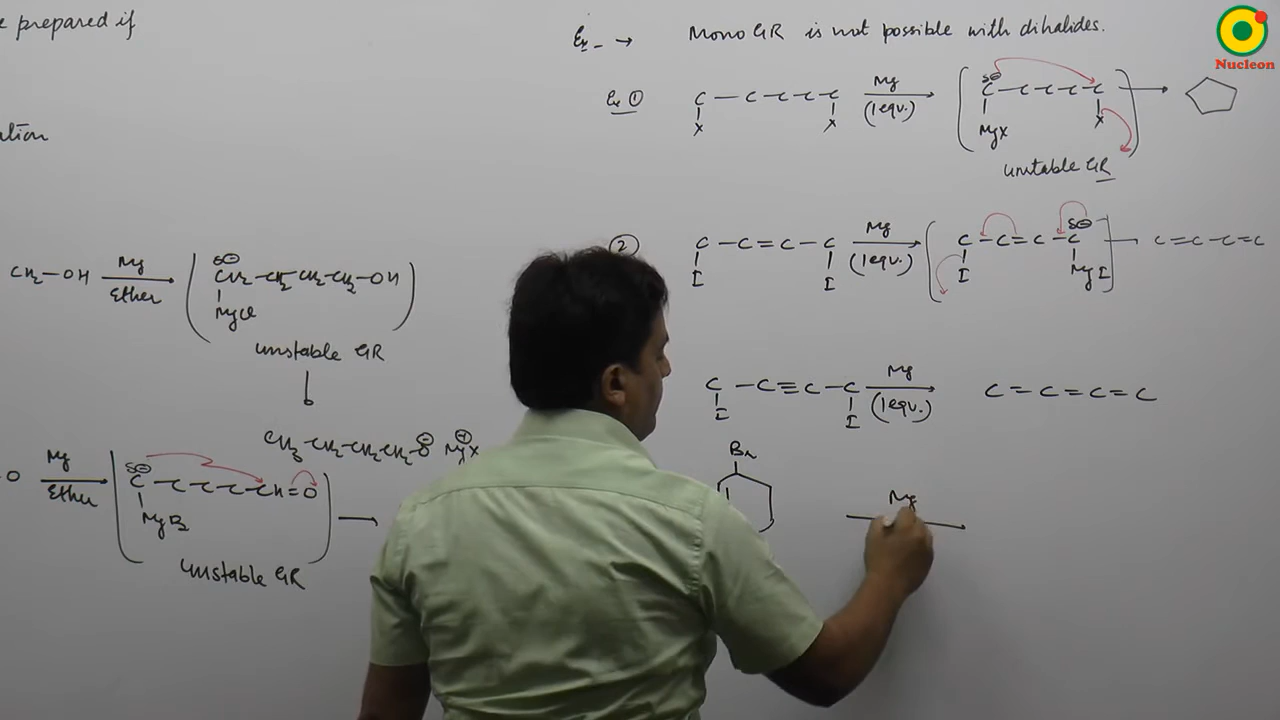 e prepared if
ation
CH2 — OH Mg Ether
δ⊖
CH2 — CH2 CH2 — CH2 — OH
MgCl
unstable GR
CH3 CH2 — CH2 — CH2 O⊖ Mg⊕X
O Mg Ether
δ⊖
C — C — C — C — CH = O
MgBr
unstable GR
Ex - → Mono GR is not possible with dihalides.
Ex ①
C — C — C — C — C Mg (1 eqv.)
X X
δ⊖
C — C — C — C — C
MgX X
unstable GR
②
C — C = C — C Mg (1 eqv.)
I I
δ⊖
C — C = C — C
I MgI
C = C — C = C
C — C ≡ C — C Mg (1 eqv.)
I I
C = C = C = C
Br
Mg
Nucleon